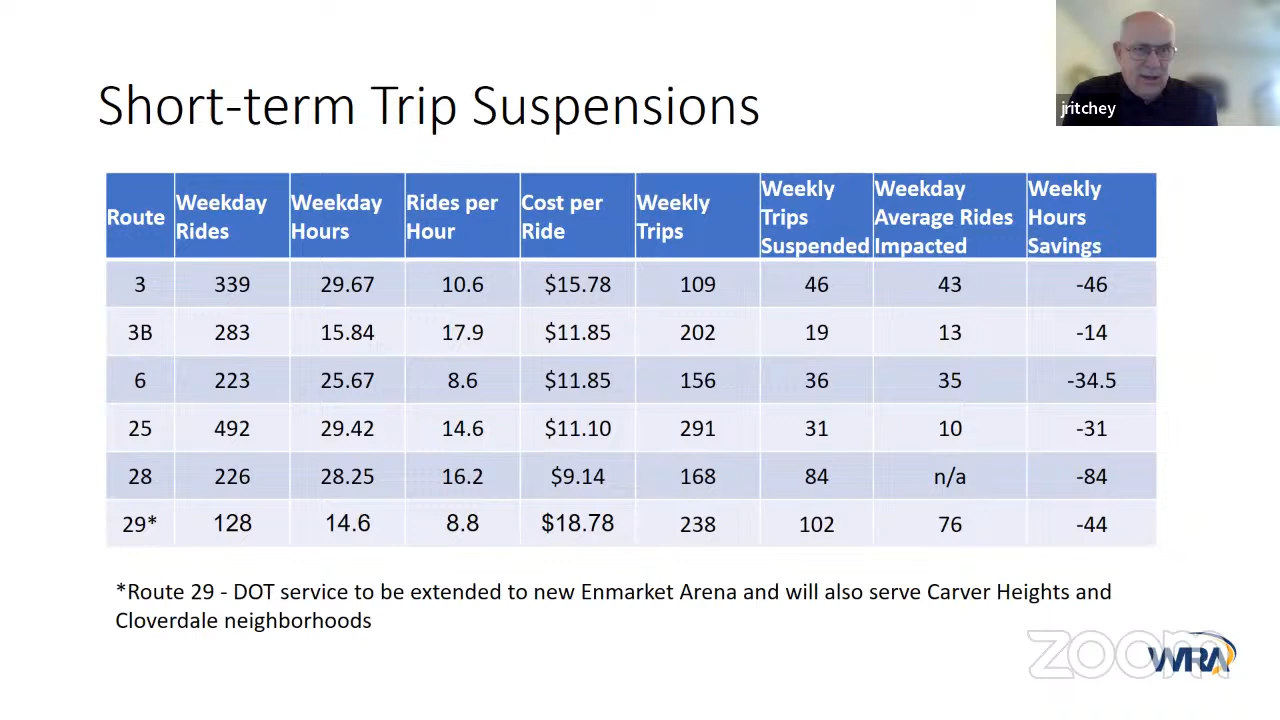 jritchey
Short-term Trip Suspensions
Route Weekday Rides Weekday Hours Rides per Hour Cost per Ride Weekly Trips Weekly Trips Suspended Weekday Average Rides Impacted Weekly Hours Savings
3 339 29.67 10.6 $15.78 109 46 43 -46
3B 283 15.84 17.9 $11.85 202 19 13 -14
6 223 25.67 8.6 $11.85 156 36 35 -34.5
25 492 29.42 14.6 $11.10 291 31 10 -31
28 226 28.25 16.2 $9.14 168 84 n/a -84
29* 128 14.6 8.8 $18.78 238 102 76 -44
*Route 29 - DOT service to be extended to new Enmarket Arena and will also serve Carver Heights and
Cloverdale neighborhoods
zoom
WRA